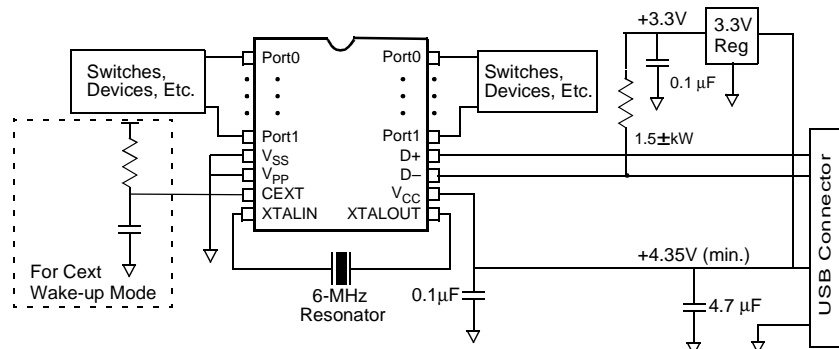 +3.3V
3.3V
Reg
0.1 µF
1.5±kW
Switches,
Devices, Etc.
Port0
Port1
VSS
VPP
CEXT
XTALIN
Port0
Port1
D+
D–
VCC
XTALOUT
Switches,
Devices, Etc.
For Cext
Wake-up Mode
6-MHz
Resonator
0.1µF
+4.35V (min.)
4.7 µF
USB Connector